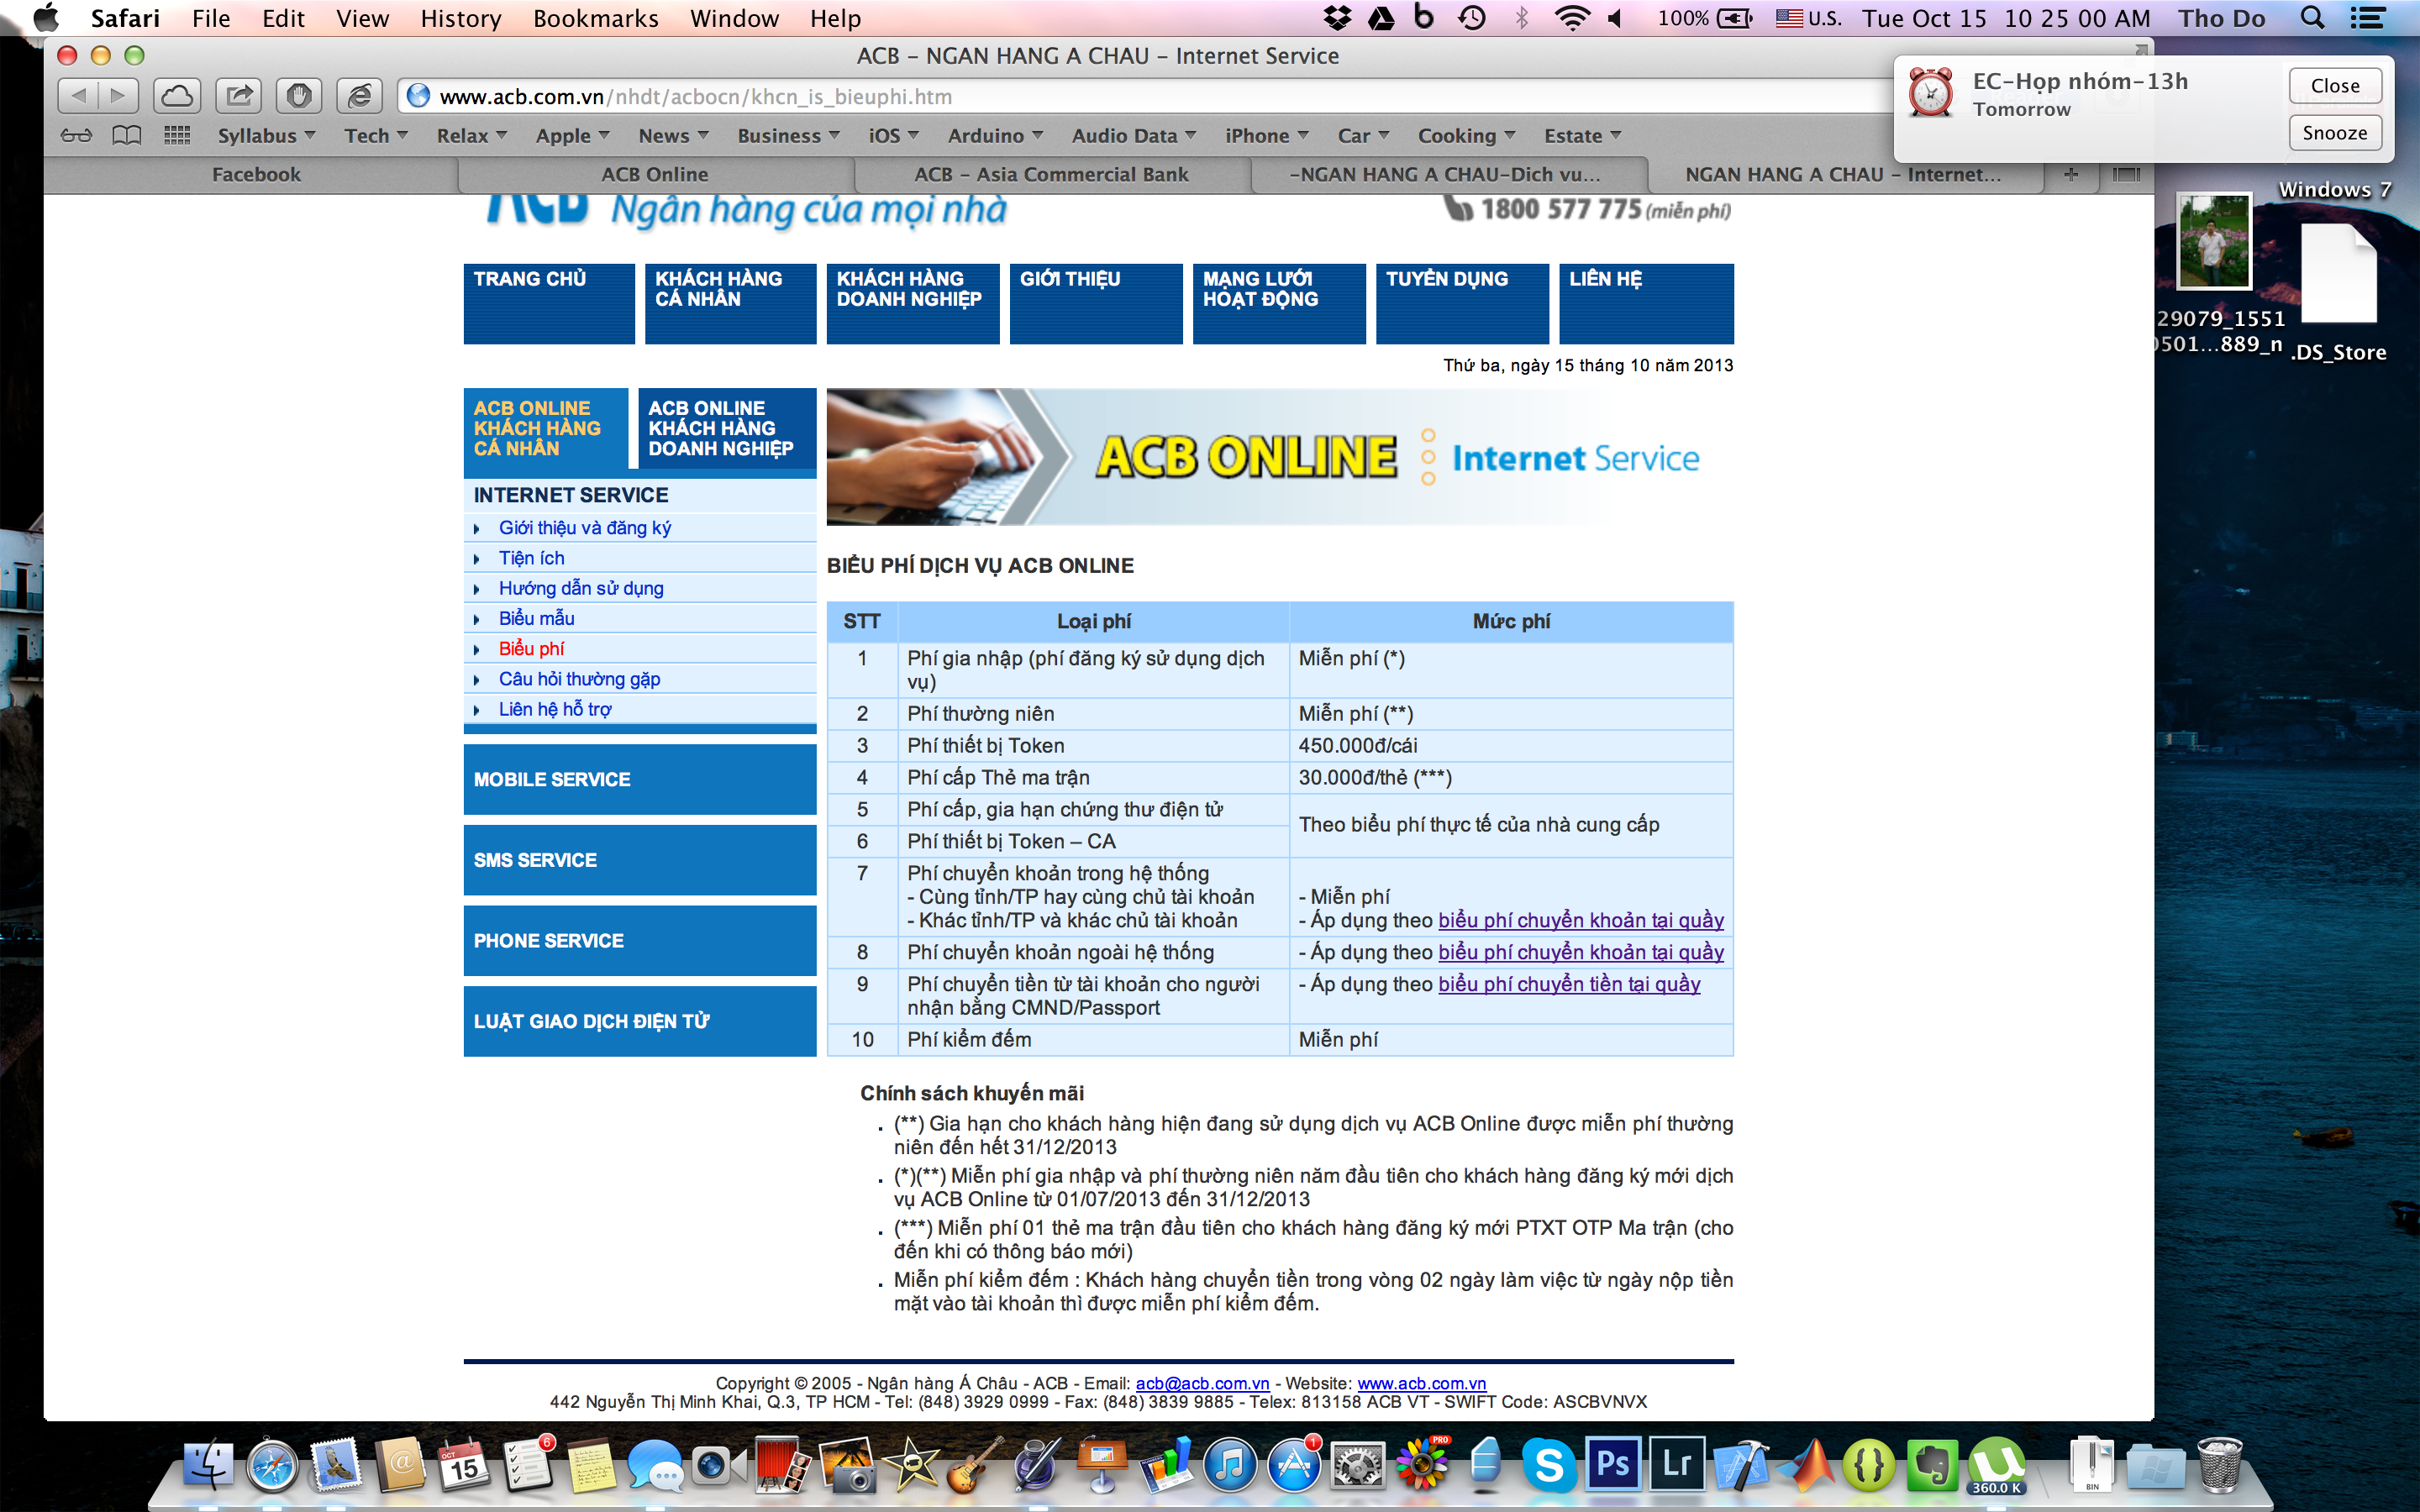 Safari File Edit View History Bookmarks Window Help 100% U.S. Tue Oct 15 10 25 00 AM Tho Do
ACB – NGAN HANG A CHAU – Internet Service
www.acb.com.vn/nhdt/acbocn/khcn_is_bieuphi.htm
EC-Họp nhóm-13h
Tomorrow
Close
Snooze
Syllabus Tech Relax Apple News Business iOS Arduino Audio Data iPhone Car Cooking Estate
Facebook ACB Online ACB – Asia Commercial Bank -NGAN HANG A CHAU-Dich vu... NGAN HANG A CHAU – Internet...
Windows 7
29079_1551
0501...889_n
.DS_Store
ACB Ngân hàng của mọi nhà 1800 577 775 (miễn phí)
TRANG CHỦ
KHÁCH HÀNG
CÁ NHÂN
KHÁCH HÀNG
DOANH NGHIỆP
GIỚI THIỆU
MẠNG LƯỚI
HOẠT ĐỘNG
TUYỂN DỤNG
LIÊN HỆ
Thứ ba, ngày 15 tháng 10 năm 2013
ACB ONLINE
KHÁCH HÀNG
CÁ NHÂN
ACB ONLINE
KHÁCH HÀNG
DOANH NGHIỆP
INTERNET SERVICE
Giới thiệu và đăng ký
Tiện ích
Hướng dẫn sử dụng
Biểu mẫu
Biểu phí
Câu hỏi thường gặp
Liên hệ hỗ trợ
MOBILE SERVICE
SMS SERVICE
PHONE SERVICE
LUẬT GIAO DỊCH ĐIỆN TỬ
ACB ONLINE Internet Service
BIỂU PHÍ DỊCH VỤ ACB ONLINE
STT Loại phí Mức phí
1 Phí gia nhập (phí đăng ký sử dụng dịch Miễn phí (*)
vụ)
2 Phí thường niên Miễn phí (**)
3 Phí thiết bị Token 450.000đ/cái
4 Phí cấp Thẻ ma trận 30.000đ/thẻ (***)
5 Phí cấp, gia hạn chứng thư điện tử
Theo biểu phí thực tế của nhà cung cấp
6 Phí thiết bị Token – CA
7 Phí chuyển khoản trong hệ thống
- Cùng tỉnh/TP hay cùng chủ tài khoản - Miễn phí
- Khác tỉnh/TP và khác chủ tài khoản - Áp dụng theo biểu phí chuyển khoản tại quầy
8 Phí chuyển khoản ngoài hệ thống - Áp dụng theo biểu phí chuyển khoản tại quầy
9 Phí chuyển tiền từ tài khoản cho người - Áp dụng theo biểu phí chuyển tiền tại quầy
nhận bằng CMND/Passport
10 Phí kiểm đếm Miễn phí
Chính sách khuyến mãi
(**) Gia hạn cho khách hàng hiện đang sử dụng dịch vụ ACB Online được miễn phí thường
niên đến hết 31/12/2013
(*)(**) Miễn phí gia nhập và phí thường niên năm đầu tiên cho khách hàng đăng ký mới dịch
vụ ACB Online từ 01/07/2013 đến 31/12/2013
(***) Miễn phí 01 thẻ ma trận đầu tiên cho khách hàng đăng ký mới PTXT OTP Ma trận (cho
đến khi có thông báo mới)
Miễn phí kiểm đếm : Khách hàng chuyển tiền trong vòng 02 ngày làm việc từ ngày nộp tiền
mặt vào tài khoản thì được miễn phí kiểm đếm.
Copyright © 2005 - Ngân hàng Á Châu - ACB - Email: acb@acb.com.vn - Website: www.acb.com.vn
442 Nguyễn Thị Minh Khai, Q.3, TP HCM - Tel: (848) 3929 0999 - Fax: (848) 3839 9885 - Telex: 813158 ACB VT - SWIFT Code: ASCBVNVX
OCT
15
6
1
PRO
S
Ps
Lr
360.0 K
BIN